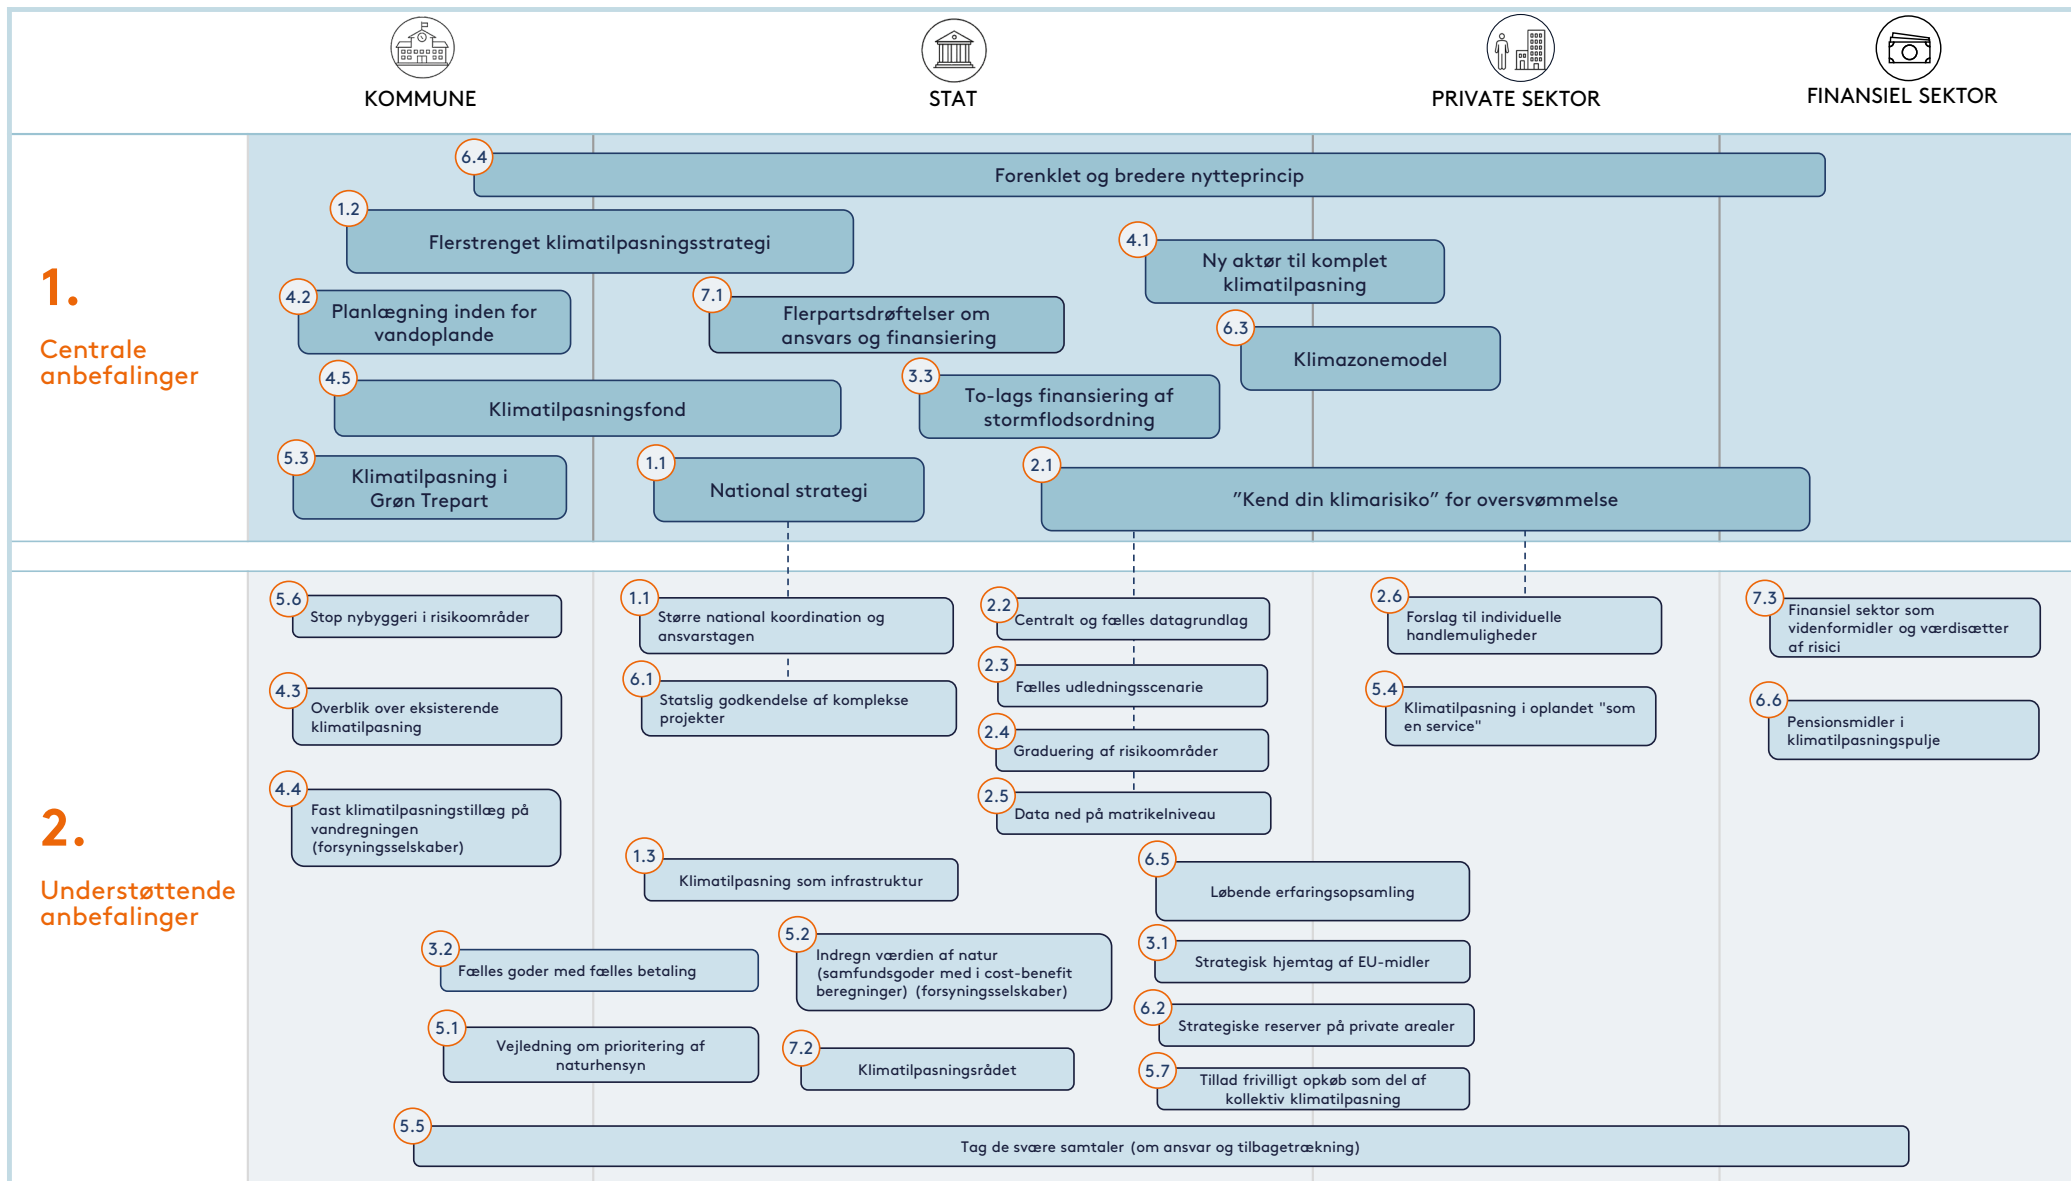 KOMMUNE
STAT
PRIVATE SEKTOR
FINANSIEL SEKTOR
1.
Centrale
anbefalinger
6.4
Forenklet og bredere nytteprincip
1.2
Flerstrenget klimatilpasningsstrategi
4.1
Ny aktør til komplet
klimatilpasning
4.2
Planlægning inden for
vandoplande
7.1
Flerpartsdrøftelser om
ansvars og finansiering
6.3
Klimazonemodel
4.5
Klimatilpasningsfond
3.3
To-lags finansiering af
stormflodsordning
5.3
Klimatilpasning i
Grøn Trepart
1.1
National strategi
2.1
”Kend din klimarisiko” for oversvømmelse
2.
Understøttende
anbefalinger
5.6
Stop nybyggeri i risikoområder
1.1
Større national koordination og
ansvarstagen
2.2
Centralt og fælles datagrundlag
2.6
Forslag til individuelle
handlemuligheder
7.3
Finansiel sektor som
videnformidler og værdisætter
af risici
4.3
Overblik over eksisterende
klimatilpasning
6.1
Statslig godkendelse af komplekse
projekter
2.3
Fælles udledningsscenarie
5.4
Klimatilpasning i oplandet "som
en service"
6.6
Pensionsmidler i
klimatilpasningspulje
2.4
Graduering af risikoområder
4.4
Fast klimatilpasningstillæg på
vandregningen
(forsyningsselskaber)
2.5
Data ned på matrikelniveau
1.3
Klimatilpasning som infrastruktur
6.5
Løbende erfaringsopsamling
3.2
Fælles goder med fælles betaling
5.2
Indregn værdien af natur
(samfundsgoder med i cost-benefit
beregninger) (forsyningsselskaber)
3.1
Strategisk hjemtag af EU-midler
6.2
Strategiske reserver på private arealer
5.1
Vejledning om prioritering af
naturhensyn
7.2
Klimatilpasningsrådet
5.7
Tillad frivilligt opkøb som del af
kollektiv klimatilpasning
5.5
Tag de svære samtaler (om ansvar og tilbagetrækning)